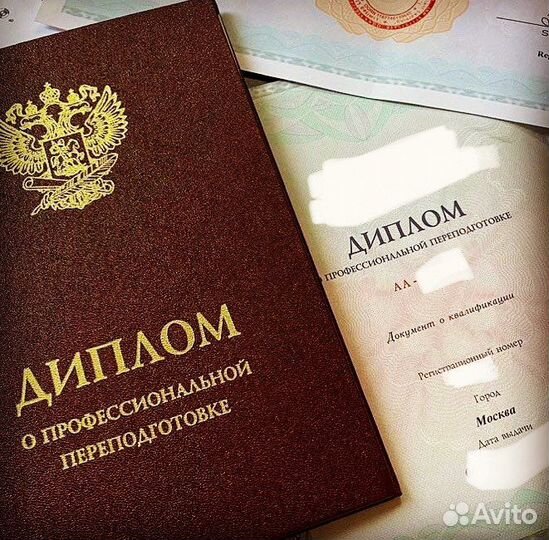 ДИПЛОМ
О ПРОФЕССИОНАЛЬНОЙ
ПЕРЕПОДГОТОВКЕ
ДИПЛОМ
ПРОФЕССИОНАЛЬНОЙ ПЕРЕПОДГОТОВКЕ
АА -
Документ о квалификации
Регистрационный номер
Город
Москва
Дата выдачи
Avito